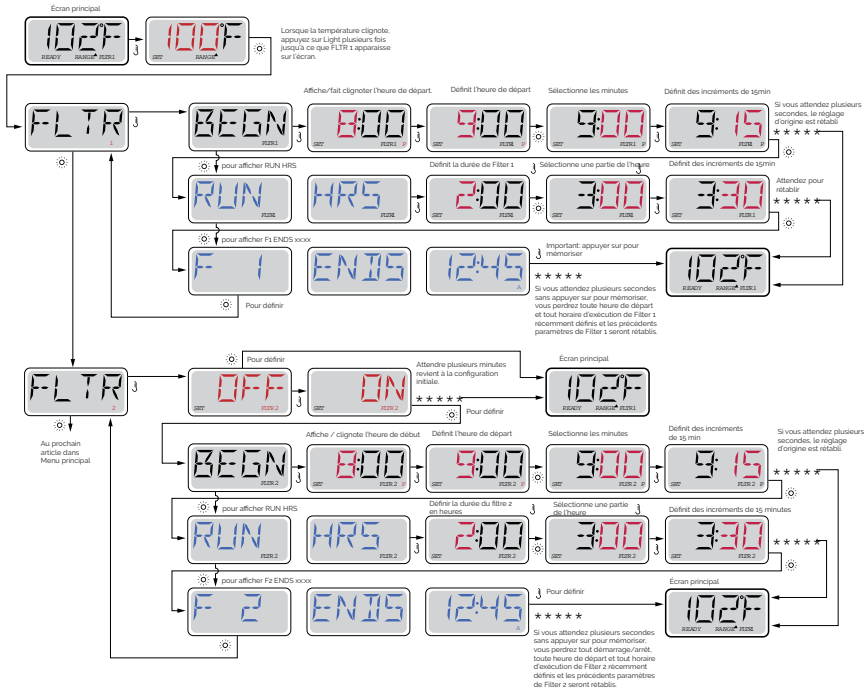 Écran principal
102°F
READY RANGE FLTR1
100°F
SET RANGE
Lorsque la température clignote,
appuyez sur Light plusieurs fois
jusqu'à ce que FLTR 1 apparaisse
sur l'écran.
Affiche/fait clignoter l'heure de départ.
Définit l'heure de départ
Sélectionne les minutes
Définit des incréments de 15min
Si vous attendez plusieurs
secondes, le réglage
d'origine est rétabli
FLTR
1
BEGN
FLTR1
8:00
SET FLTR1 P
9:00
SET FLTR1 P
9:00
SET FLTR1 P
9:15
SET FLTR1 P
* * * * *
pour afficher RUN HRS
Définit la durée de Filter 1
Sélectionne une partie de l'heure
Définit des incréments de 15min
Attendez pour
rétablir
RUN
FLTR1
HRS
2:00
SET FLTR1
3:00
SET FLTR1
3:30
SET FLTR1
* * * * *
pour afficher F1 ENDS xx:xx
Important: appuyer sur pour
mémoriser
F 1
ENDS
12:45
A
* * * * *
102°F
READY RANGE FLTR1
Pour définir
Si vous attendez plusieurs secondes
sans appuyer sur pour mémoriser,
vous perdrez toute heure de départ
et tout horaire d'exécution de Filter 1
récemment définis et les précédents
paramètres de Filter 1 seront rétablis.
Pour définir
Attendre plusieurs minutes
revient à la configuration
initiale.
Écran principal
FLTR
2
OFF
SET FLTR2
ON
SET FLTR2
* * * * *
102°F
READY RANGE FLTR1
Pour définir
Au prochain
article dans
Menu principal
Affiche / clignote l'heure de début
Définit l'heure de départ
Sélectionne les minutes
Définit des incréments
de 15 min
Si vous attendez plusieurs
secondes, le réglage
d'origine est rétabli
BEGN
FLTR2
8:00
SET FLTR2 P
9:00
SET FLTR2 P
9:00
SET FLTR2 P
9:15
SET FLTR2 P
* * * * *
pour afficher RUN HRS
Définir la durée du filtre 2
en heures
Sélectionne une partie
de l'heure
Définit des incréments de 15 minutes
RUN
FLTR2
HRS
2:00
SET FLTR2
3:00
SET FLTR2
3:30
SET FLTR2
* * * * *
pour afficher F2 ENDS xx:xx
Pour définir
Écran principal
F 2
ENDS
12:45
A
* * * * *
102°F
READY RANGE FLTR1
Si vous attendez plusieurs secondes
sans appuyer sur pour mémoriser,
vous perdrez tout démarrage/arrêt,
toute heure de départ et tout horaire
d'exécution de Filter 2 récemment
définis et les précédents paramètres
de Filter 2 seront rétablis.